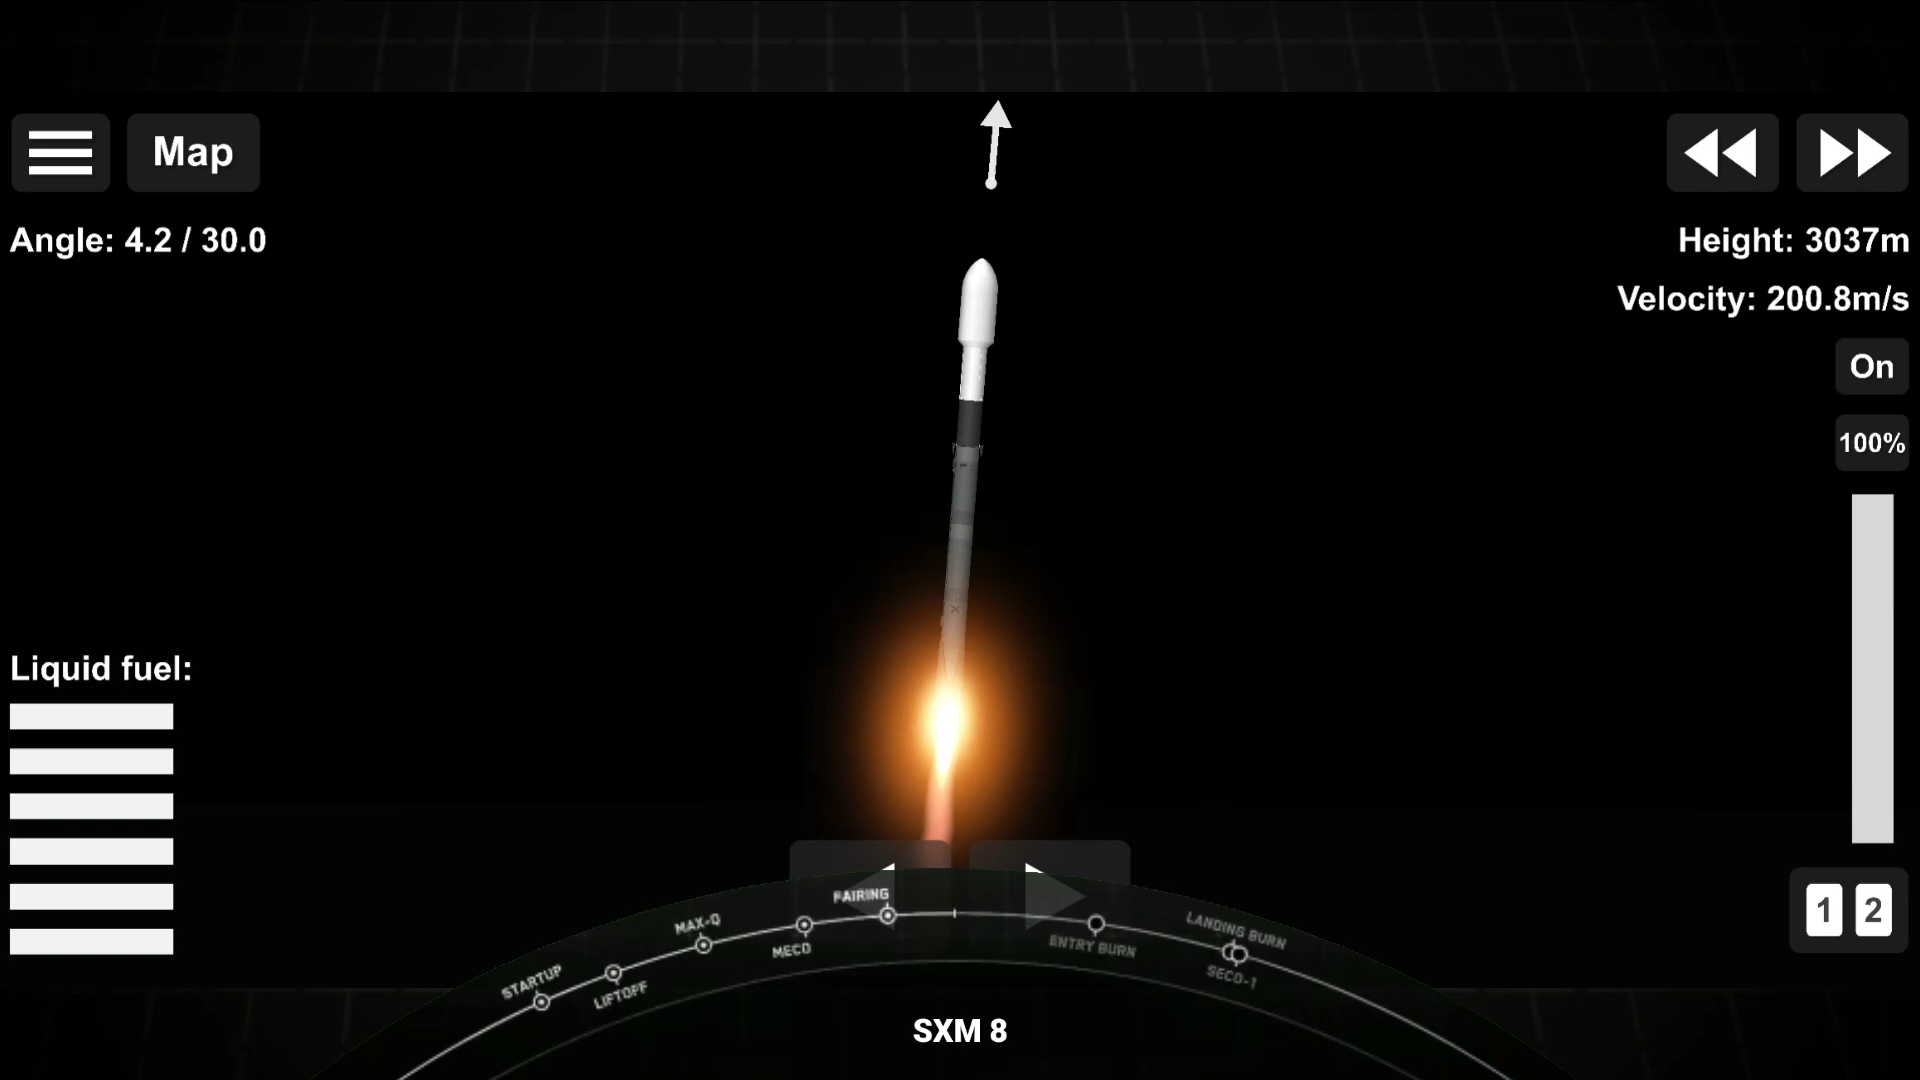 Map
Angle: 4.2 / 30.0
Height: 3037m
Velocity: 200.8m/s
On
100%
Liquid fuel:
1 2
STARTUP
LIFTOFF
MAX-Q
MECO
FAIRING
ENTRY BURN
LANDING BURN
SECO-1
SXM 8